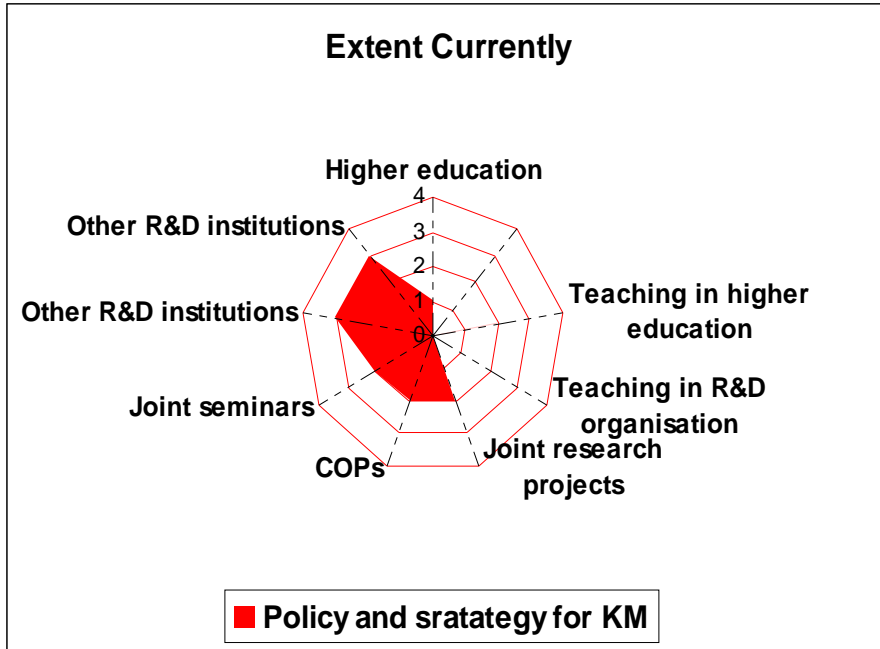 Extent Currently
Higher education
4
3
2
1
0
Other R&D institutions
Other R&D institutions
Teaching in higher
education
Teaching in R&D
organisation
Joint seminars
COPs
Joint research
projects
Policy and sratategy for KM